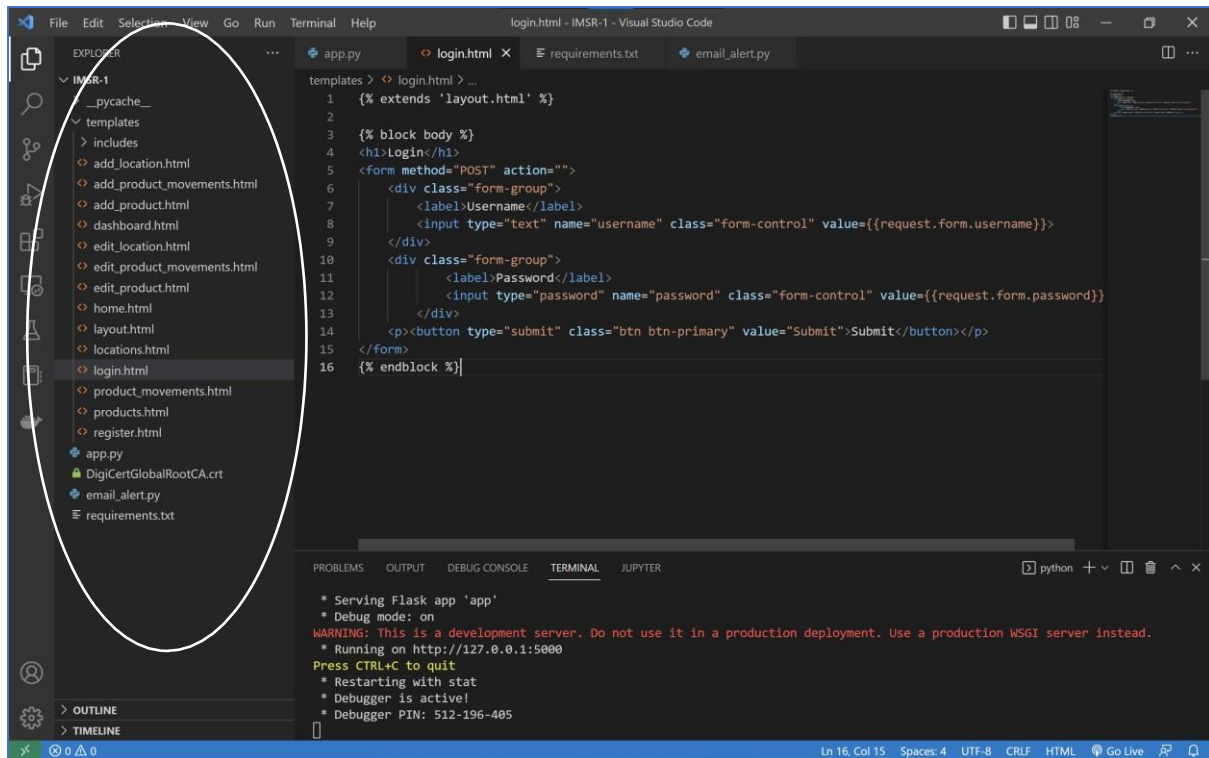 File Edit Selection View Go Run Terminal Help login.html - IMSR-1 - Visual Studio Code
EXPLORER
IMSR-1
__pycache__
templates
includes
add_location.html
add_product_movements.html
add_product.html
dashboard.html
edit_location.html
edit_product_movements.html
edit_product.html
home.html
layout.html
locations.html
login.html
product_movements.html
products.html
register.html
app.py
DigiCertGlobalRootCA.crt
email_alert.py
requirements.txt
OUTLINE
TIMELINE
app.py login.html requirements.txt email_alert.py
templates > login.html > ...
1 {% extends 'layout.html' %}
2
3 {% block body %}
4 <h1>Login</h1>
5 <form method="POST" action="">
6 <div class="form-group">
7 <label>Username</label>
8 <input type="text" name="username" class="form-control" value={{request.form.username}}>
9 </div>
10 <div class="form-group">
11 <label>Password</label>
12 <input type="password" name="password" class="form-control" value={{request.form.password}}
13 </div>
14 <p><button type="submit" class="btn btn-primary" value="Submit">Submit</button></p>
15 </form>
16 {% endblock %}
PROBLEMS OUTPUT DEBUG CONSOLE TERMINAL JUPYTER python
* Serving Flask app 'app'
* Debug mode: on
WARNING: This is a development server. Do not use it in a production deployment. Use a production WSGI server instead.
* Running on http://127.0.0.1:5000
Press CTRL+C to quit
* Restarting with stat
* Debugger is active!
* Debugger PIN: 512-196-405
0 0 Ln 16, Col 15 Spaces: 4 UTF-8 CRLF HTML Go Live